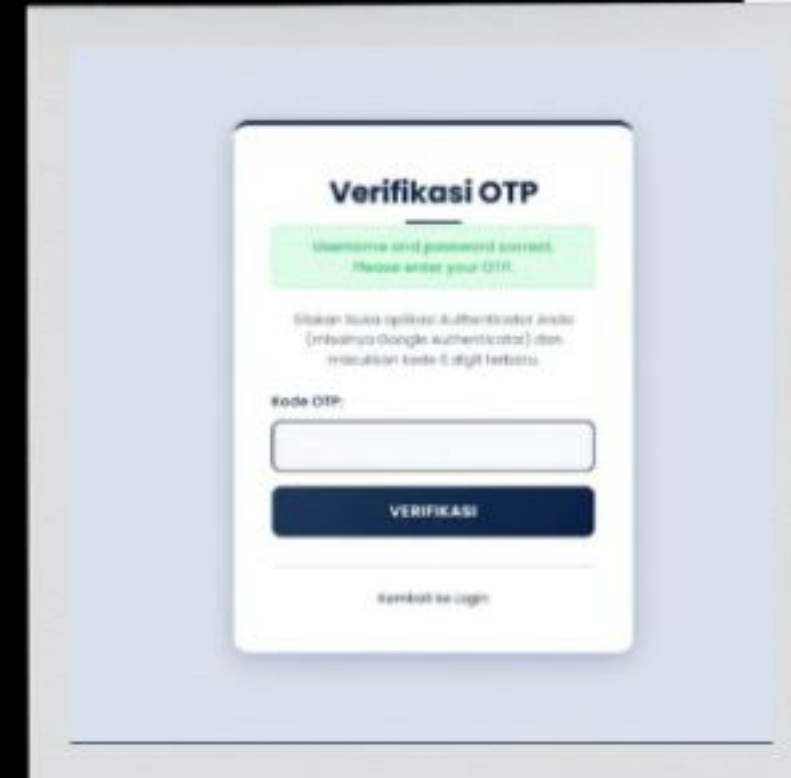 Verifikasi OTP
Username and password correct.
Please enter your OTP.
Silakan buka aplikasi Authenticator Anda
(misalnya Google Authenticator) dan
masukkan kode 6 digit terbaru.
Kode OTP:
VERIFIKASI
Kembali ke Login